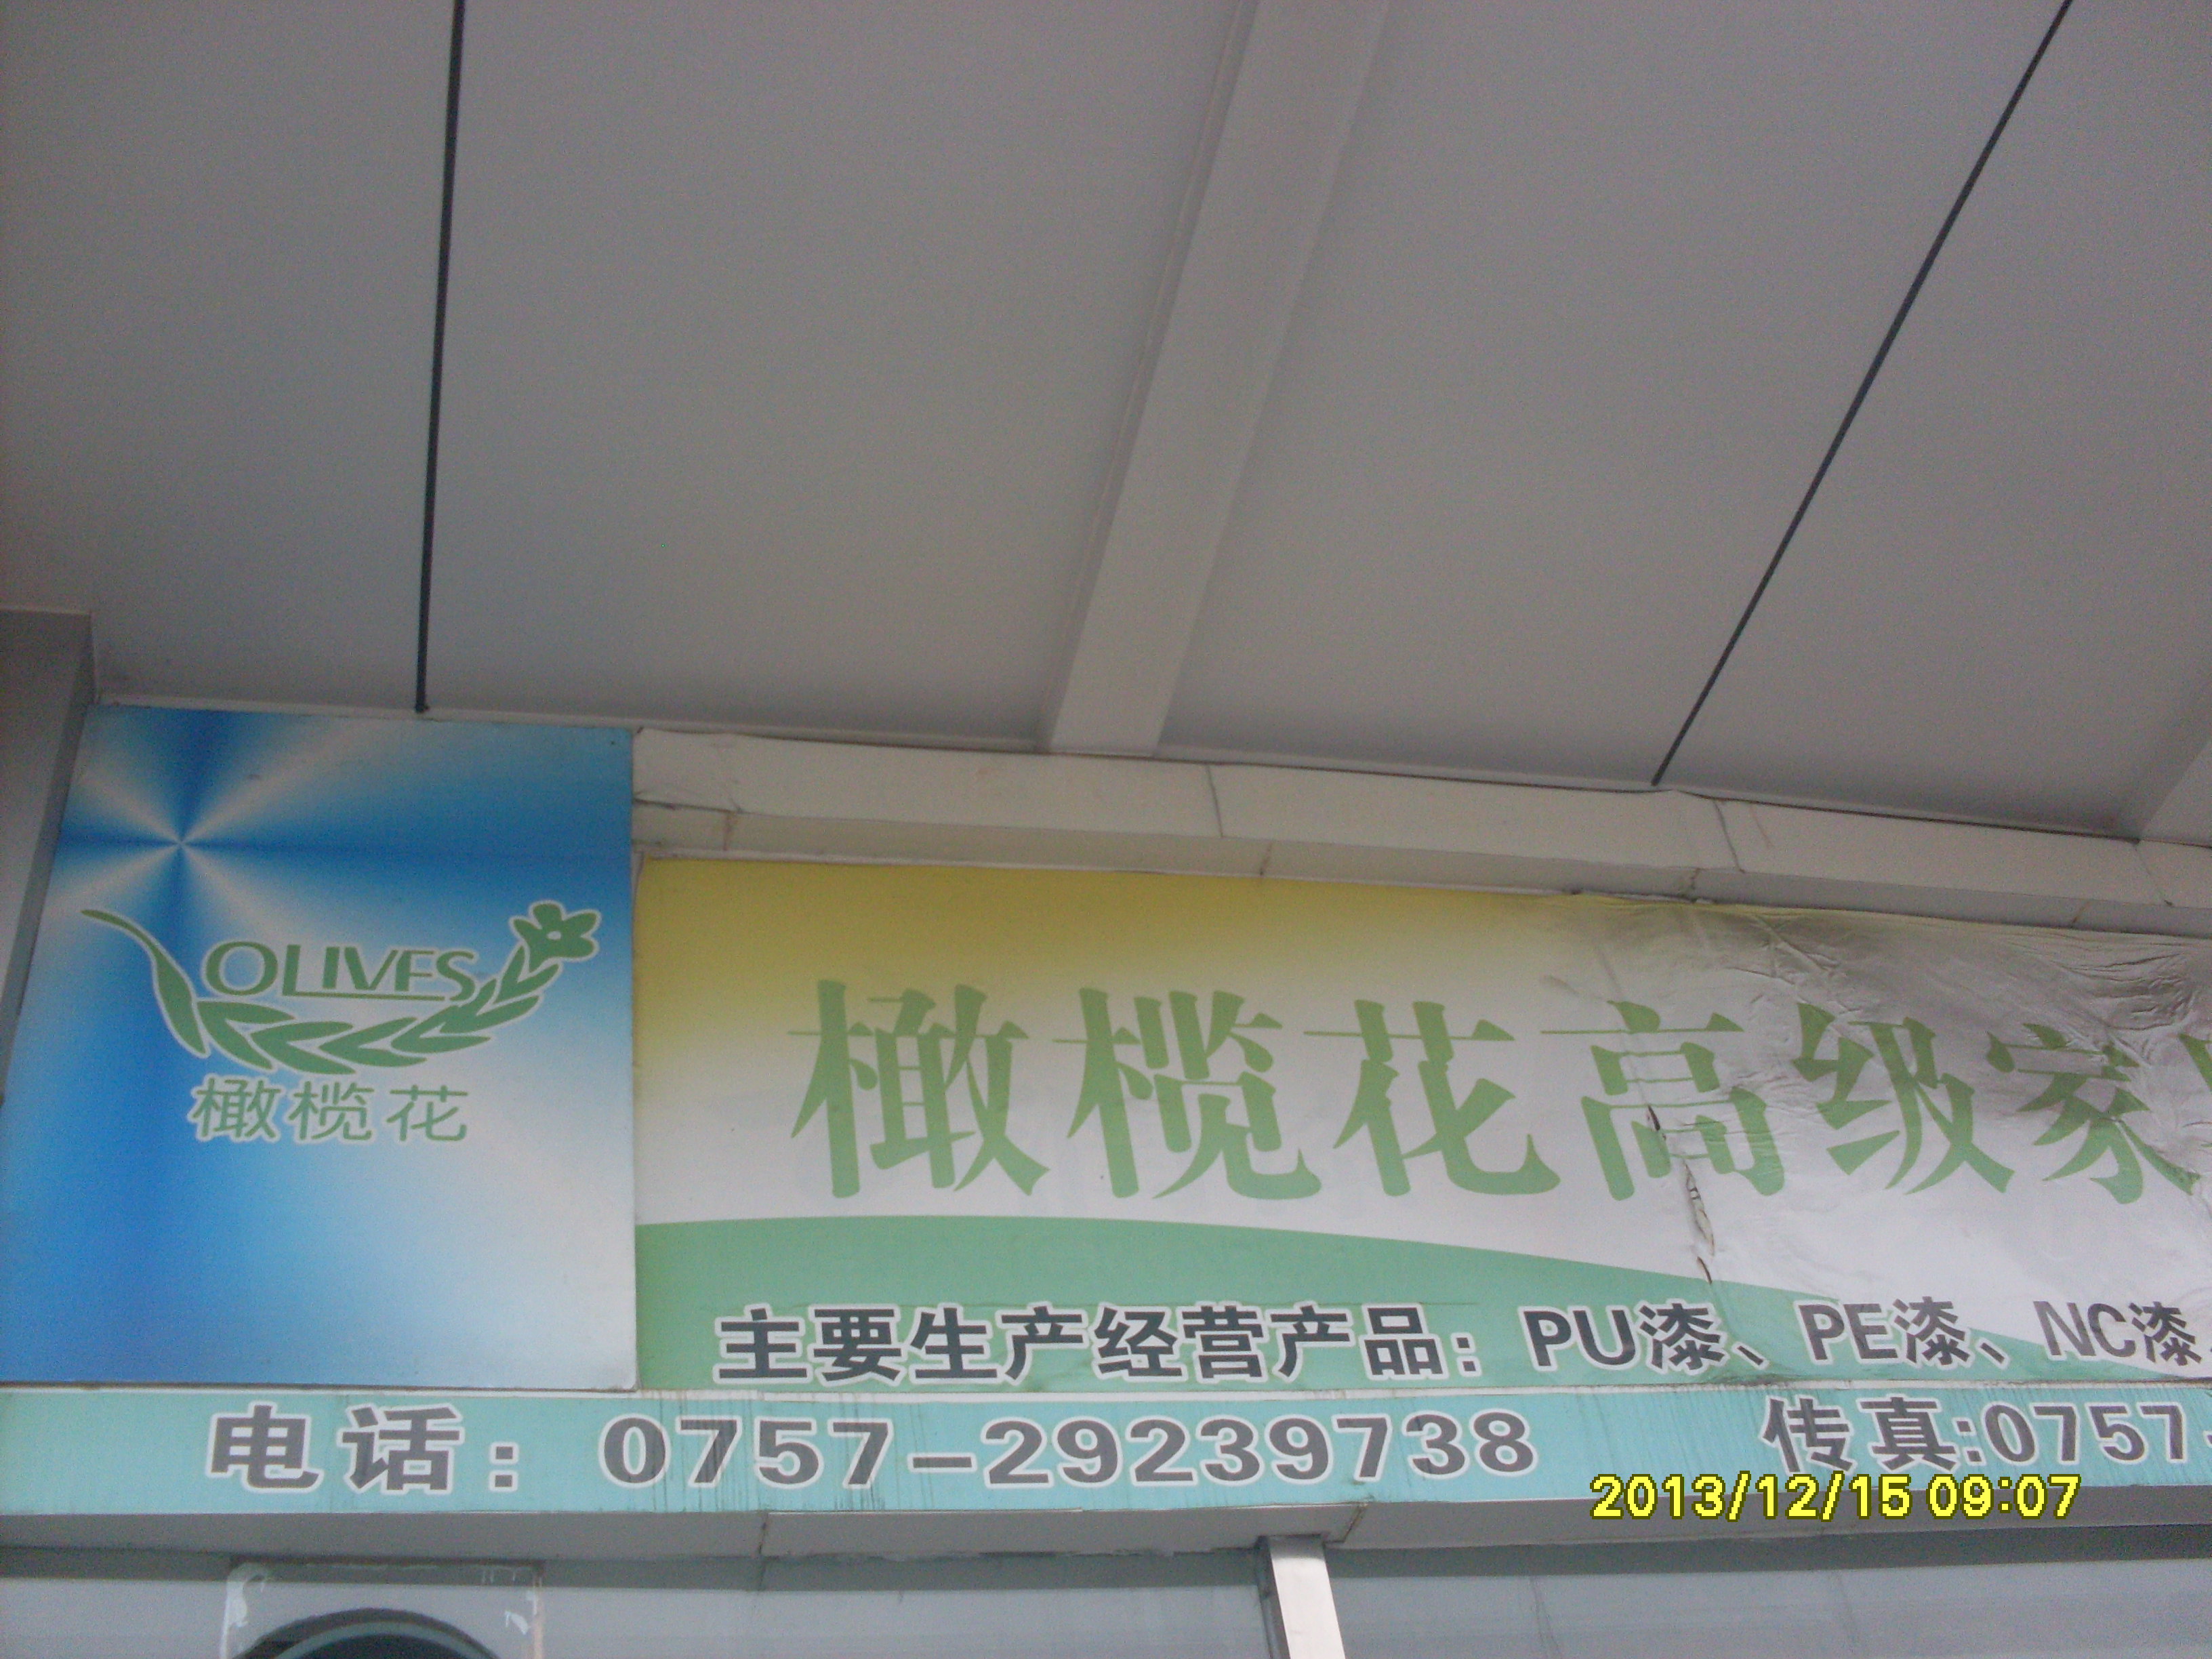 OLIVES
橄榄花
橄榄花高级家
主要生产经营产品：PU漆、PE漆、NC漆
电话：0757-29239738 传真:0757-
2013/12/15 09:07